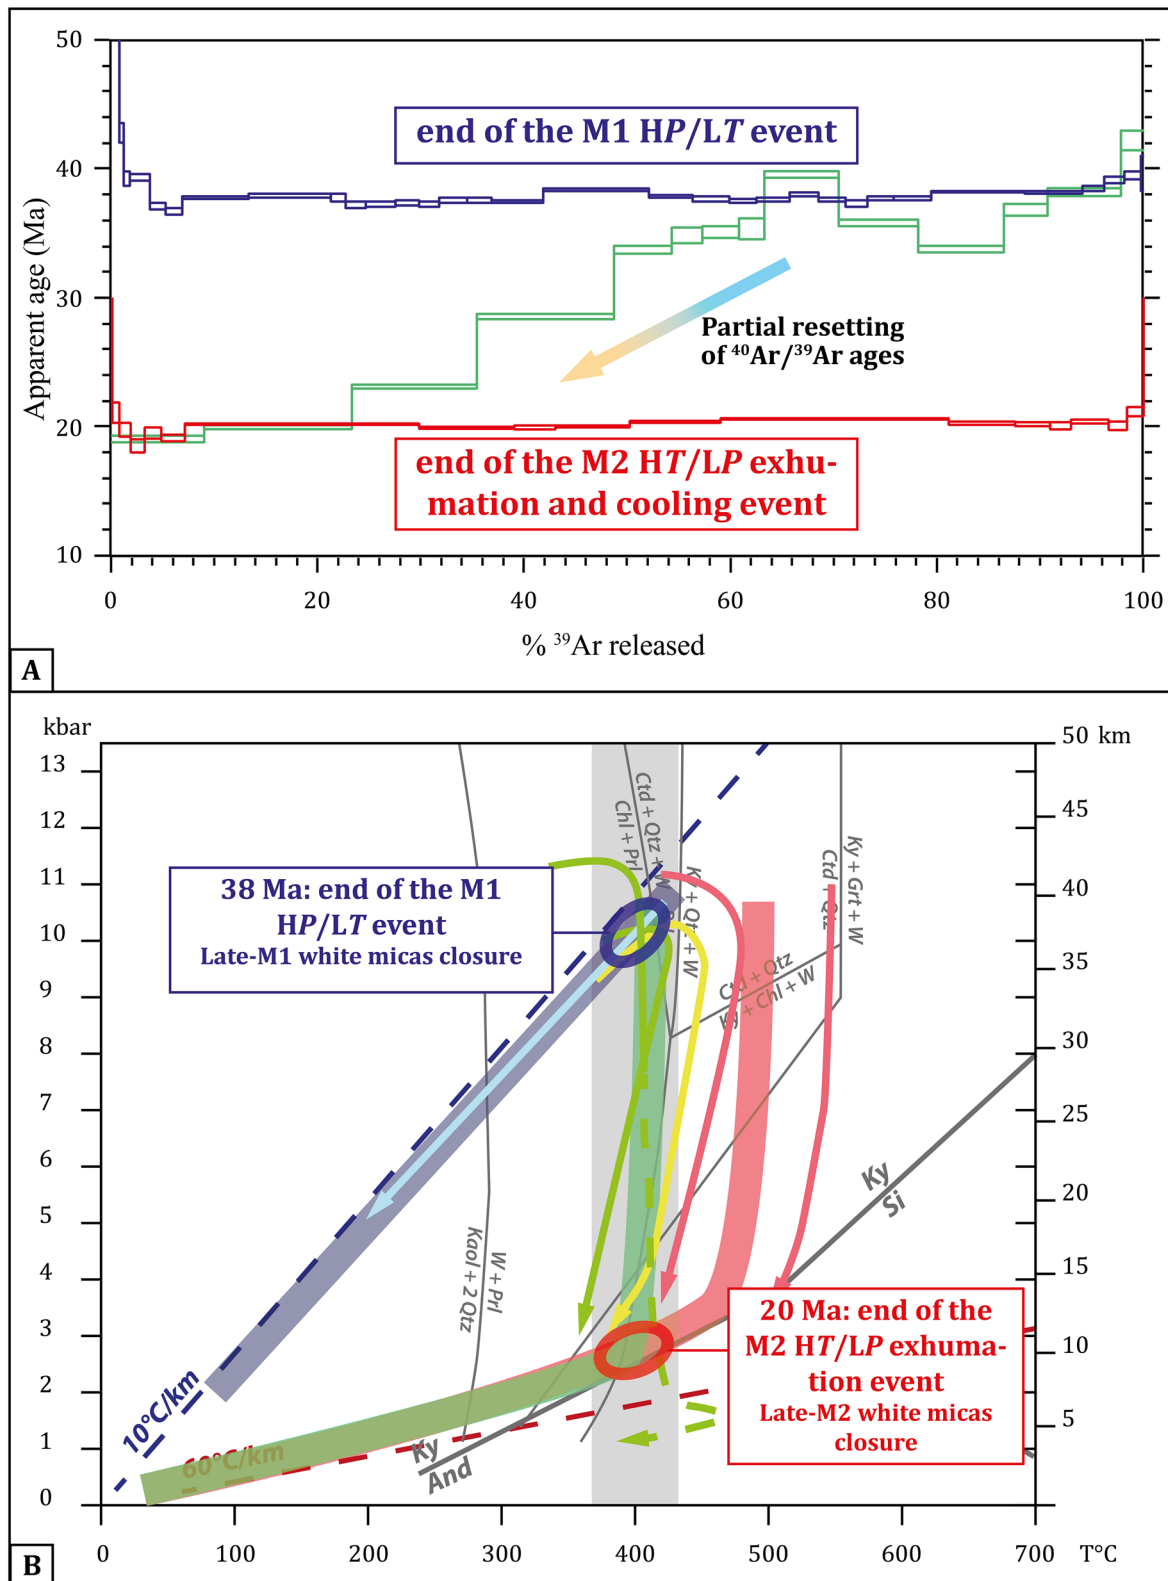 50
40
30
20
10
Apparent age (Ma)
end of the M1 HP/LT event
Partial resetting
of ⁴⁰Ar/³⁹Ar ages
end of the M2 HT/LP exhu-
mation and cooling event
0 20 40 60 80 100
% ³⁹Ar released
A
kbar
13
12
11
10
9
8
7
6
5
4
3
2
1
0
50 km
45
40
35
30
25
20
15
10
5
38 Ma: end of the M1
HP/LT event
Late-M1 white micas closure
Ctd + Qtz + W
Chl + Prl
W
Ctd + Qtz
Ky + Chl + W
Ky + Grt + W
Ctd + Qtz
W + Prl
Kaol + 2 Qtz
Ky
Si
Ky
And
10°C/km
60°C/km
20 Ma: end of the
M2 HT/LP exhuma-
tion event
Late-M2 white micas
closure
0 100 200 300 400 500 600 700 T°C
B